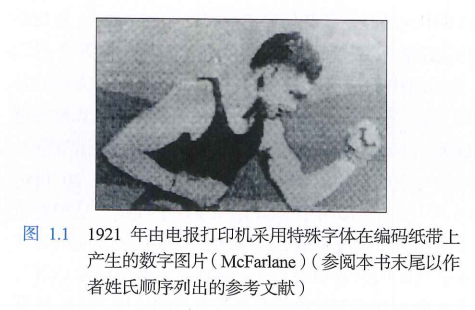 图 1.1 1921 年由电报打印机采用特殊字体在编码纸带上
产生的数字图片（McFarlane）（参阅本书末尾以作
者姓氏顺序列出的参考文献）